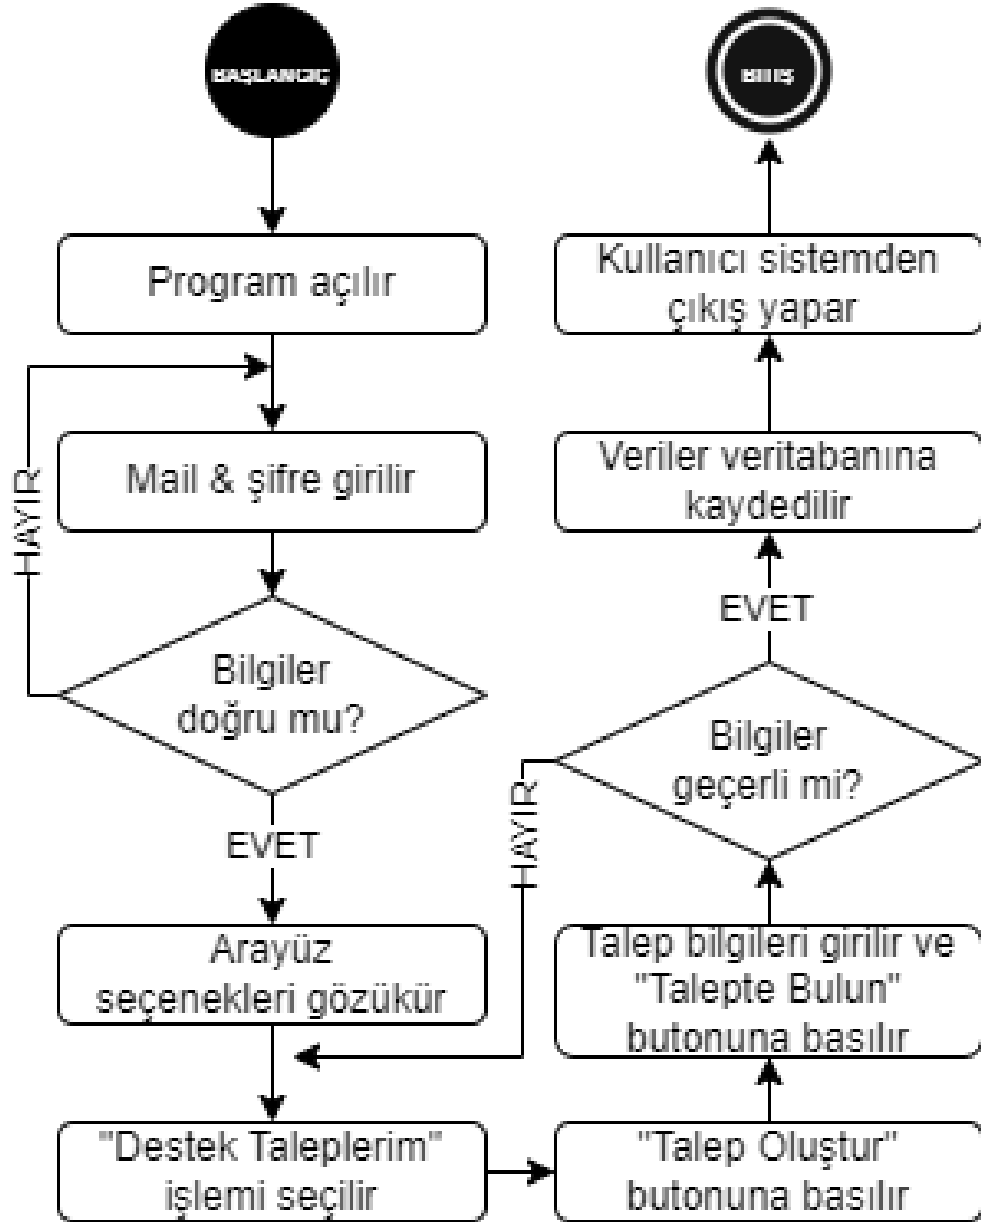 BAŞLANGIÇ
Program açılır
HAYIR
Mail & şifre girilir
Bilgiler
doğru mu?
EVET
Arayüz
seçenekleri gözükür
"Destek Taleplerim"
işlemi seçilir
"Talep Oluştur"
butonuna basılır
Talep bilgileri girilir ve
"Talepte Bulun"
butonuna basılır
Bilgiler
geçerli mi?
HAYIR
EVET
Veriler veritabanına
kaydedilir
Kullanıcı sistemden
çıkış yapar
BİTİŞ